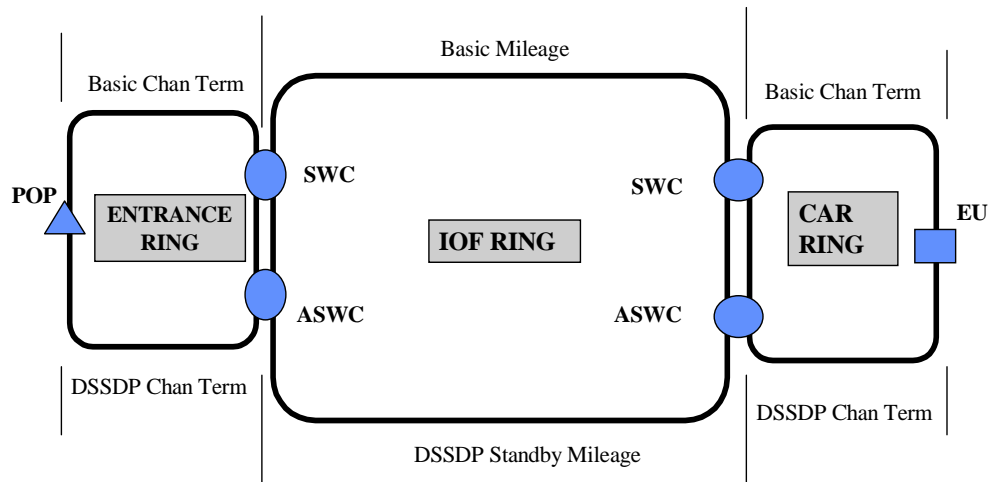 Basic Mileage
Basic Chan Term
Basic Chan Term
SWC
SWC
POP
ENTRANCE
RING
IOF RING
CAR
RING
EU
ASWC
ASWC
DSSDP Chan Term
DSSDP Chan Term
DSSDP Standby Mileage